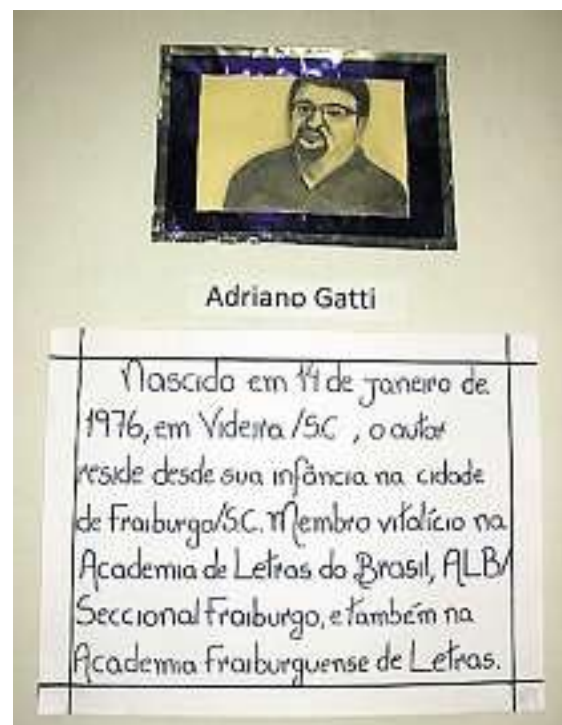 Adriano Gatti
Nascido em 14 de janeiro de
1976, em Videira/SC, o autor
reside desde sua infância na cidade
de Fraiburgo/SC. Membro vitalício na
Academia de Letras do Brasil, ALB/
Seccional Fraiburgo, e também na
Academia Fraiburguense de Letras.